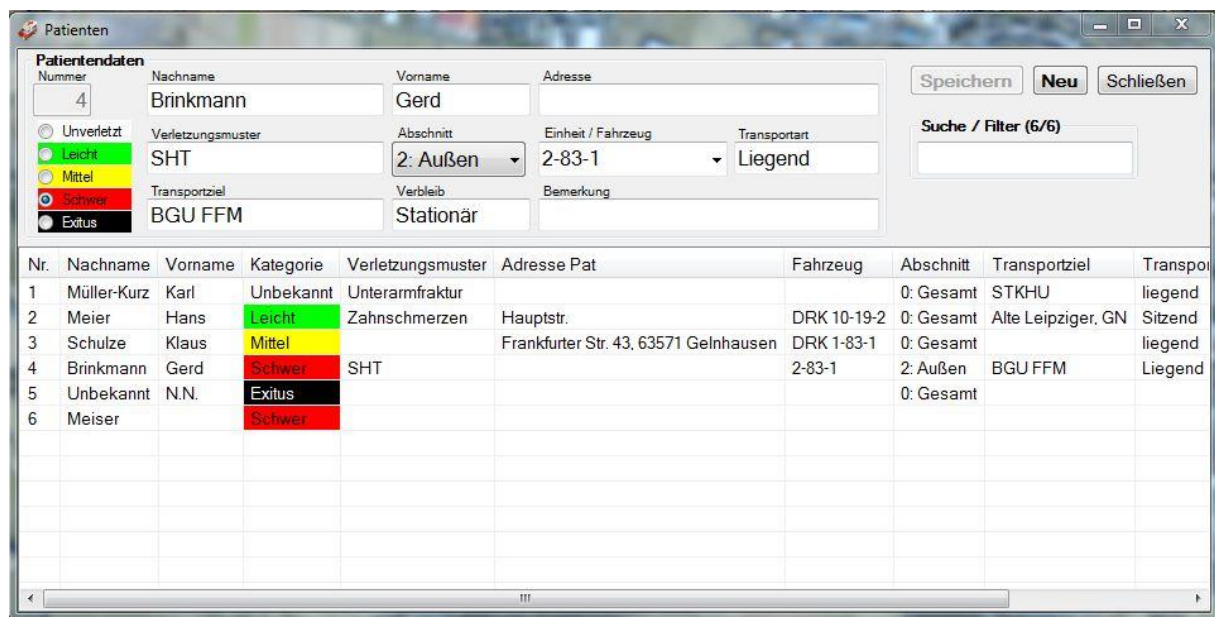 Patienten
Patientendaten
Nummer Nachname Vorname Adresse
4 Brinkmann Gerd
Speichern Neu Schließen
Unverletzt Verletzungsmuster Abschnitt Einheit / Fahrzeug Transportart
Suche / Filter (6/6)
Leicht SHT 2: Außen 2-83-1 Liegend
Mittel
Schwer Transportziel Verbleib Bemerkung
Exitus BGU FFM Stationär
Nr. Nachname Vorname Kategorie Verletzungsmuster Adresse Pat Fahrzeug Abschnitt Transportziel Transpor
1 Müller-Kurz Karl Unbekannt Unterarmfraktur 0: Gesamt STKHU liegend
2 Meier Hans Leicht Zahnschmerzen Hauptstr. DRK 10-19-2 0: Gesamt Alte Leipziger, GN Sitzend
3 Schulze Klaus Mittel Frankfurter Str. 43, 63571 Gelnhausen DRK 1-83-1 0: Gesamt liegend
4 Brinkmann Gerd Schwer SHT 2-83-1 2: Außen BGU FFM Liegend
5 Unbekannt N.N. Exitus 0: Gesamt
6 Meiser Schwer